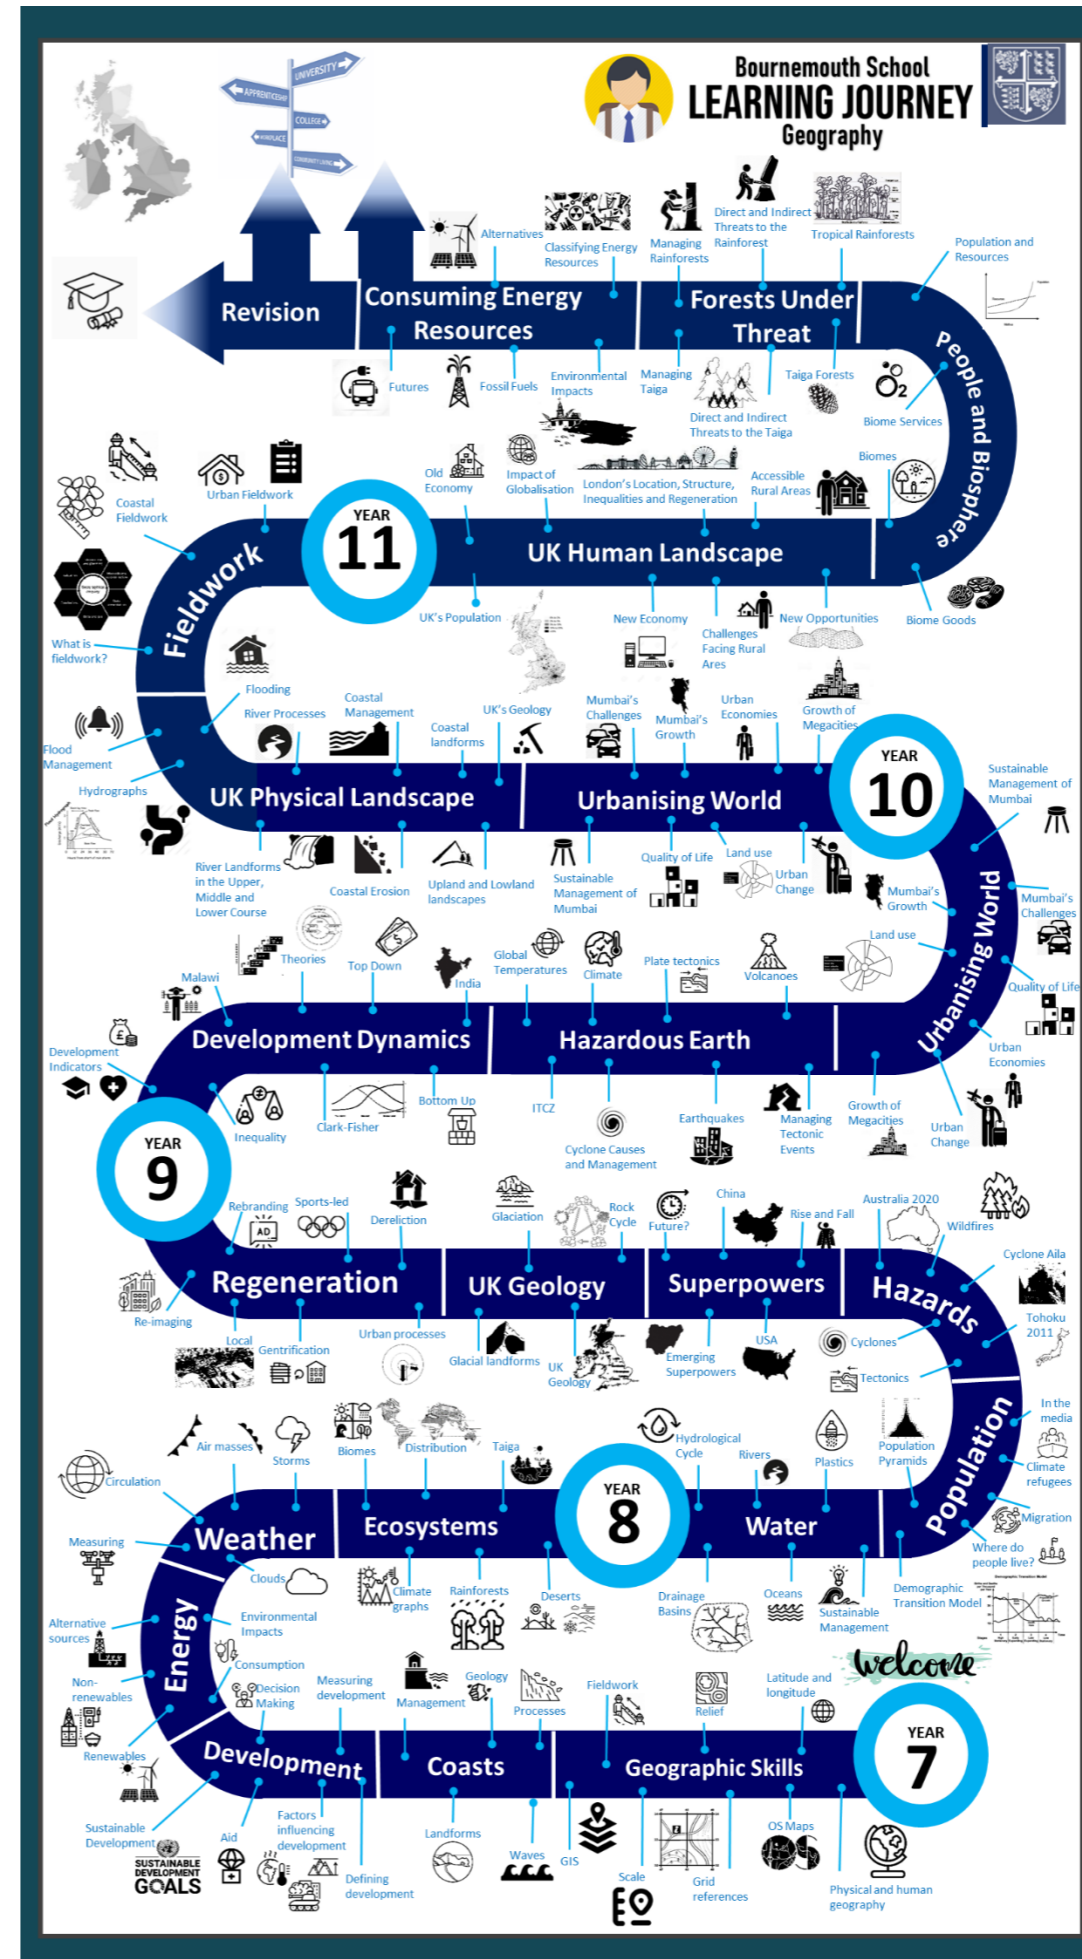 Bournemouth School
LEARNING JOURNEY
Geography
UNIVERSITY
APPRENTICESHIP
COLLEGE
WORKPLACE
COMMUNITY LIVING
Alternatives
Classifying Energy
Resources
Managing
Rainforests
Direct and Indirect
Threats to the
Rainforest
Tropical Rainforests
Population and
Resources
Revision
Consuming Energy
Resources
Forests Under
Threat
People and Biosphere
Futures
Fossil Fuels
Environmental
Impacts
Managing
Taiga
Direct and Indirect
Threats to the Taiga
Taiga Forests
O2
Biome Services
Biomes
Coastal
Fieldwork
Urban Fieldwork
Old
Economy
Impact of
Globalisation
London's Location, Structure,
Inequalities and Regeneration
Accessible
Rural Areas
YEAR
11
UK Human Landscape
Fieldwork
What is
fieldwork?
UK's Population
New Economy
Challenges
Facing Rural
Ares
New Opportunities
Biome Goods
Flooding
River Processes
Coastal
Management
Coastal
landforms
UK's Geology
Mumbai's
Challenges
Mumbai's
Growth
Urban
Economies
Growth of
Megacities
Flood
Management
Hydrographs
UK Physical Landscape
Urbanising World
YEAR
10
Sustainable
Management of
Mumbai
River Landforms
in the Upper,
Middle and
Lower Course
Coastal Erosion
Upland and Lowland
landscapes
Sustainable
Management of
Mumbai
Quality of Life
Land use
Urban
Change
Mumbai's
Growth
Mumbai's
Challenges
Land use
Quality of Life
Urban
Economies
Urbanising World
Malawi
Theories
Top Down
India
Global
Temperatures
Climate
Plate tectonics
Volcanoes
Development
Indicators
Development Dynamics
Hazardous Earth
Inequality
Clark-Fisher
Bottom Up
ITCZ
Cyclone Causes
and Management
Earthquakes
Managing
Tectonic
Events
Growth of
Megacities
Urban
Change
YEAR
9
Rebranding
AD
Sports-led
Dereliction
Glaciation
Rock
Cycle
Future?
China
Rise and Fall
Australia 2020
Wildfires
Cyclone Aila
Tohoku
2011
Regeneration
UK Geology
Superpowers
Hazards
Re-imaging
Local
Gentrification
Urban processes
Glacial landforms
UK
Geology
Emerging
Superpowers
USA
Cyclones
Tectonics
In the
media
Climate
refugees
Migration
Where do
people live?
Population
Circulation
Air masses
Storms
Biomes
Distribution
Taiga
Hydrological
Cycle
Rivers
Plastics
Population
Pyramids
Weather
Ecosystems
YEAR
8
Water
Measuring
Clouds
Climate
graphs
Rainforests
Deserts
Drainage
Basins
Oceans
Sustainable
Management
Demographic
Transition Model
Demographic Transition Model
Alternative
sources
Energy
Environmental
Impacts
Consumption
Non-
renewables
Renewables
welcome
Decision
Making
Measuring
development
Management
Geology
Processes
Fieldwork
Relief
Latitude and
longitude
Development
Coasts
Geographic Skills
YEAR
7
Sustainable
Development
SUSTAINABLE
DEVELOPMENT
GOALS
Aid
Factors
influencing
development
Defining
development
Landforms
Waves
GIS
Scale
Grid
references
OS Maps
Physical and human
geography